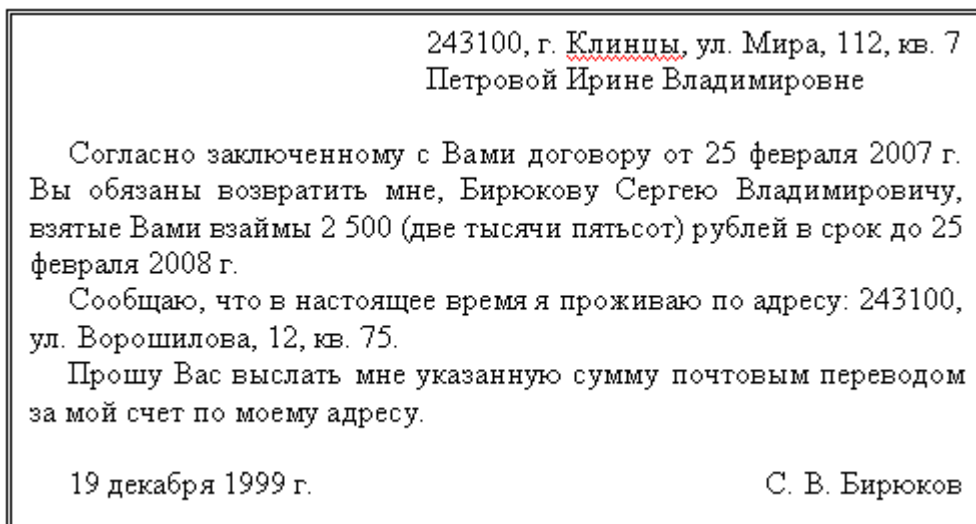 243100, г. Клинцы, ул. Мира, 112, кв. 7
Петровой Ирине Владимировне
Согласно заключенному с Вами договору от 25 февраля 2007 г.
Вы обязаны возвратить мне, Бирюкову Сергею Владимировичу,
взятые Вами взаймы 2 500 (две тысячи пятьсот) рублей в срок до 25
февраля 2008 г.
Сообщаю, что в настоящее время я проживаю по адресу: 243100,
ул. Ворошилова, 12, кв. 75.
Прошу Вас выслать мне указанную сумму почтовым переводом
за мой счет по моему адресу.
19 декабря 1999 г. С. В. Бирюков